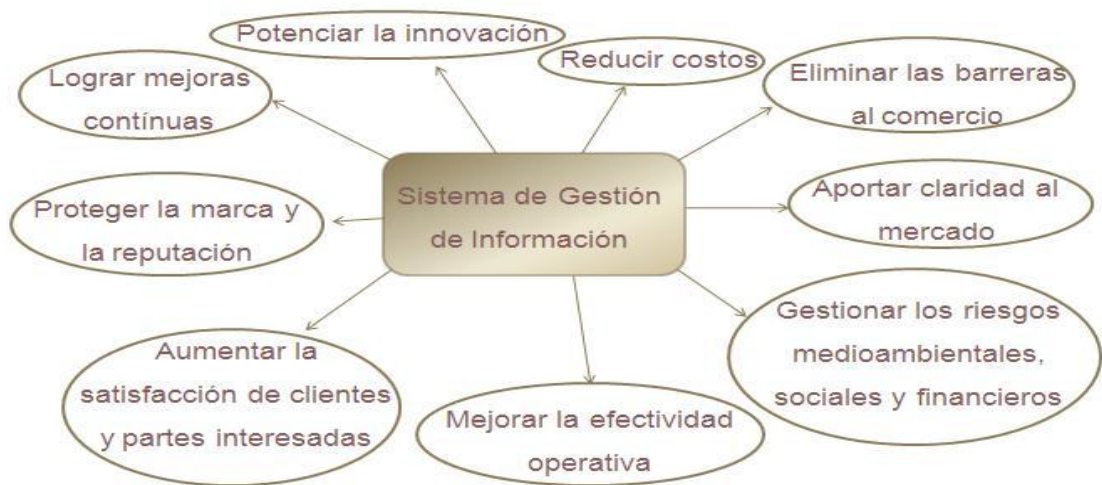 Potenciar la innovación
Reducir costos
Lograr mejoras
contínuas
Eliminar las barreras
al comercio
Sistema de Gestión
de Información
Proteger la marca y
la reputación
Aportar claridad al
mercado
Aumentar la
satisfacción de clientes
y partes interesadas
Mejorar la efectividad
operativa
Gestionar los riesgos
medioambientales,
sociales y financieros